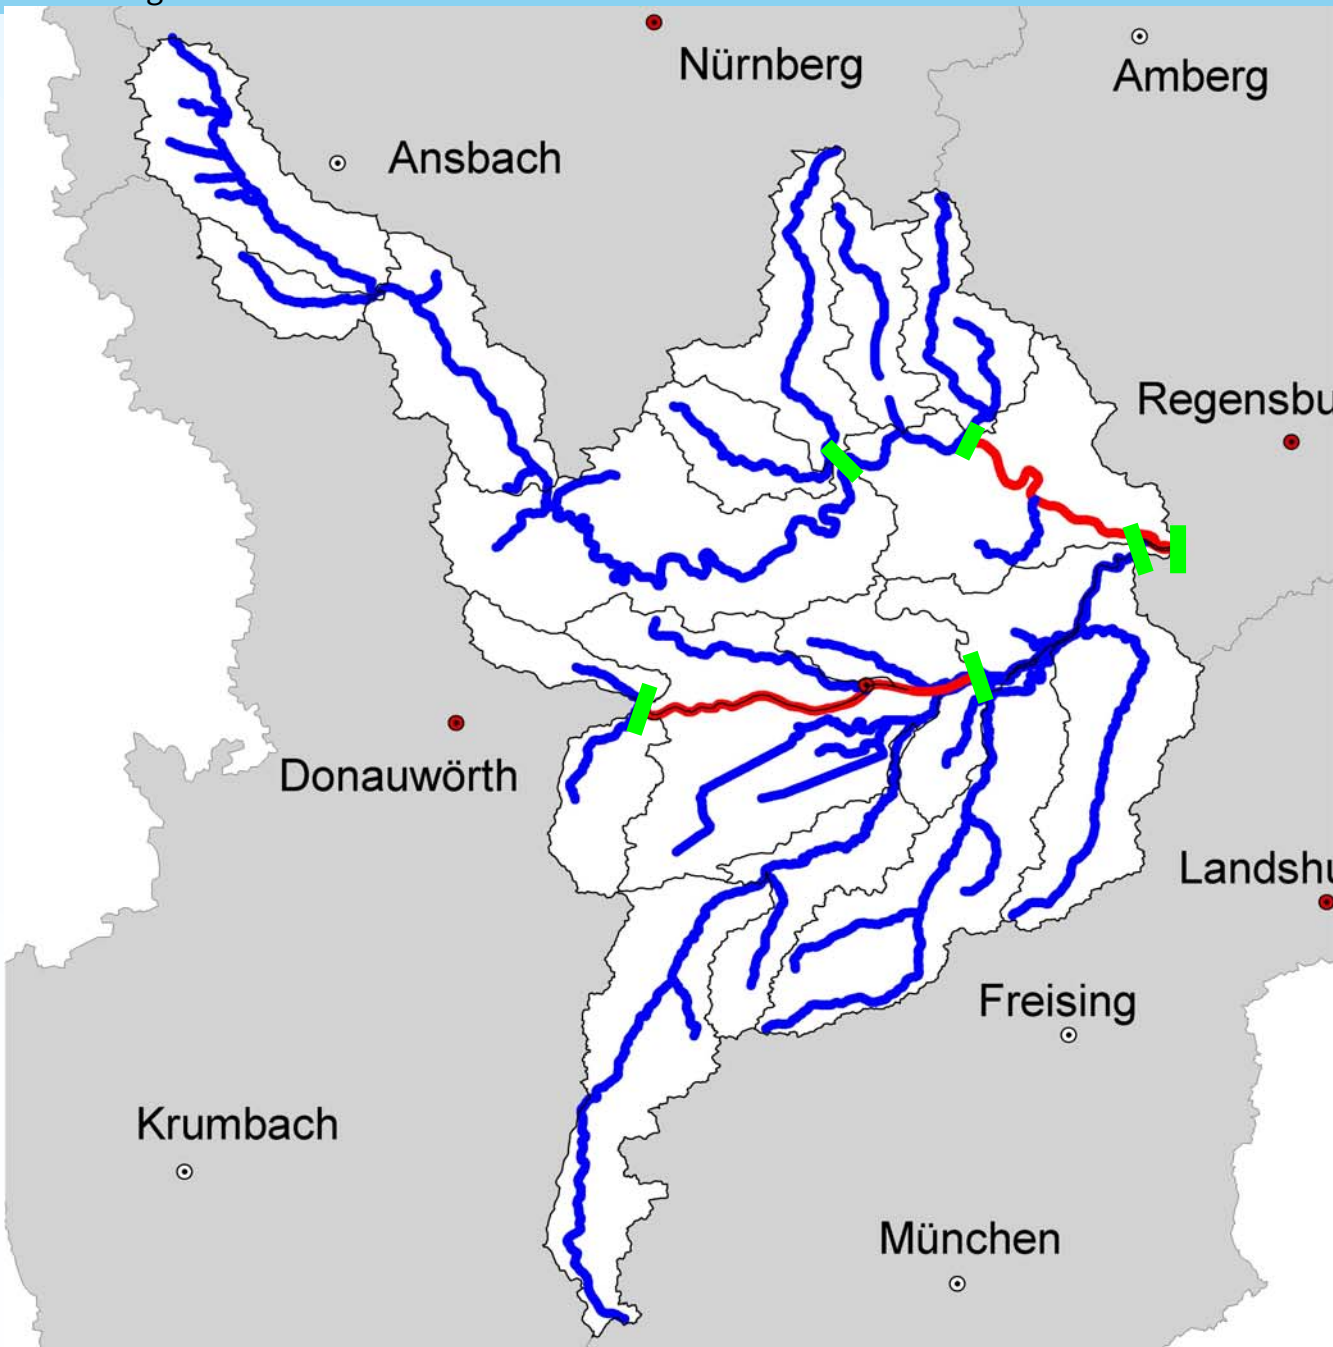 Nürnberg
Amberg
Ansbach
Regensbu
Donauwörth
Landshu
Freising
Krumbach
München